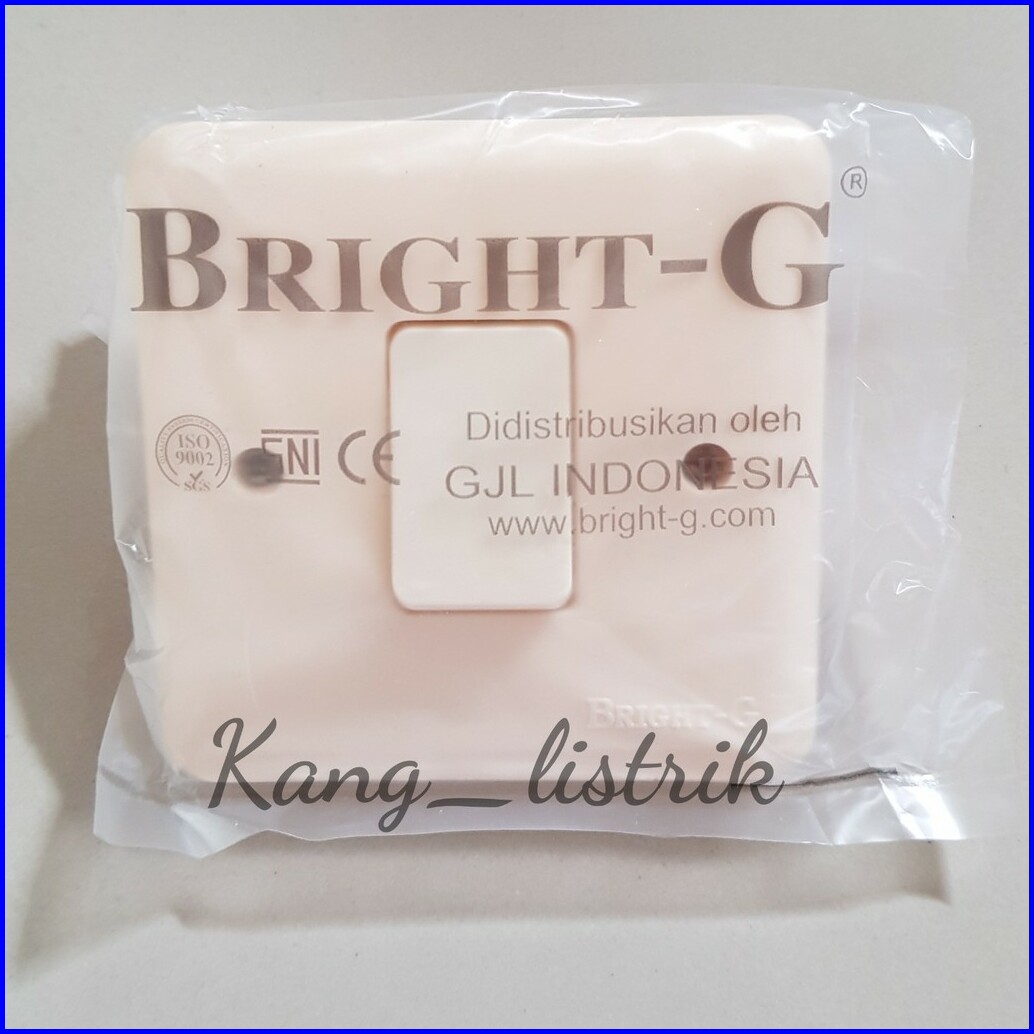 BRIGHT-G®
ISO
9002
SGS
SNI CE
Didistribusikan oleh
GJL INDONESIA
www.bright-g.com
BRIGHT-G
Kang_listrik